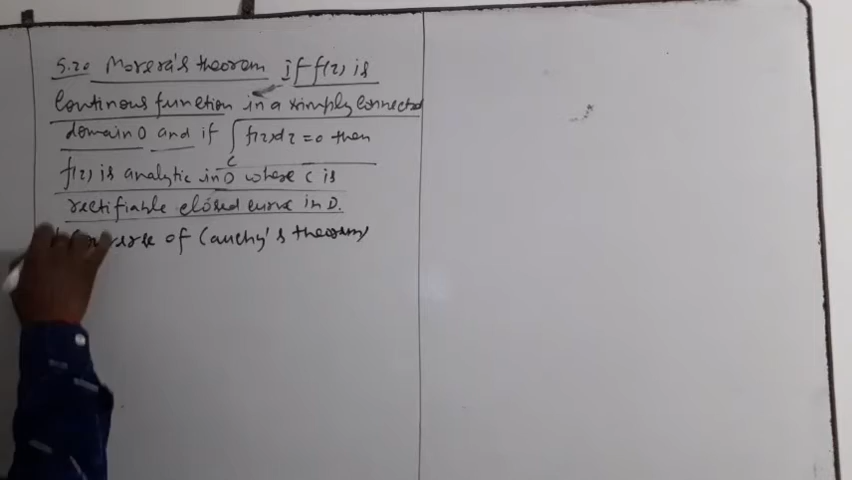 5.20 Morera's theorem if f(z) is
Continous function in a simply connected
domain D and if ∫ f(z)dz = 0 then
C
f(z) is analytic in D where C is
rectifiable closed curve in D.
of Cauchy's theorem